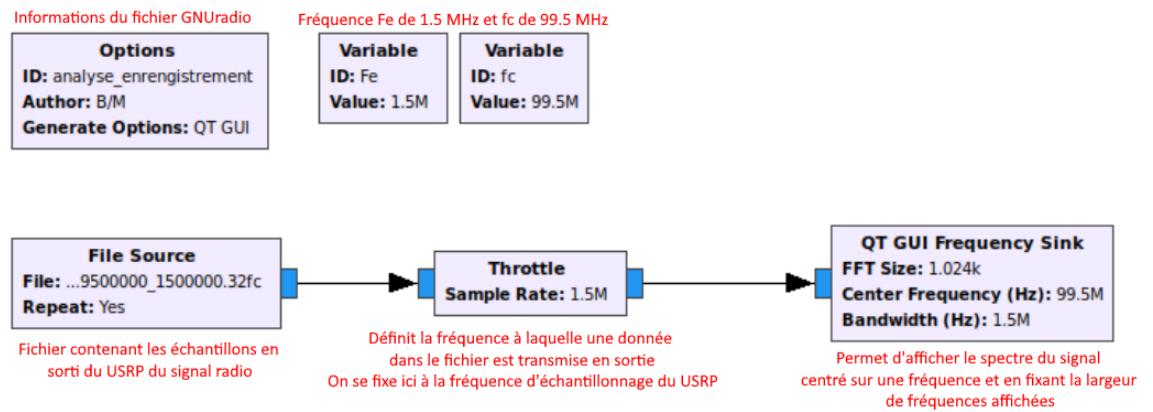 Informations du fichier GNUradio
Options
ID: analyse_enrengistrement
Author: B/M
Generate Options: QT GUI
Fréquence Fe de 1.5 MHz et fc de 99.5 MHz
Variable
ID: Fe
Value: 1.5M
Variable
ID: fc
Value: 99.5M
File Source
File: ...9500000_1500000.32fc
Repeat: Yes
Fichier contenant les échantillons en
sorti du USRP du signal radio
Throttle
Sample Rate: 1.5M
Définit la fréquence à laquelle une donnée
dans le fichier est transmise en sortie
On se fixe ici à la fréquence d'échantillonnage du USRP
QT GUI Frequency Sink
FFT Size: 1.024k
Center Frequency (Hz): 99.5M
Bandwidth (Hz): 1.5M
Permet d'afficher le spectre du signal
centré sur une fréquence et en fixant la largeur
de fréquences affichées